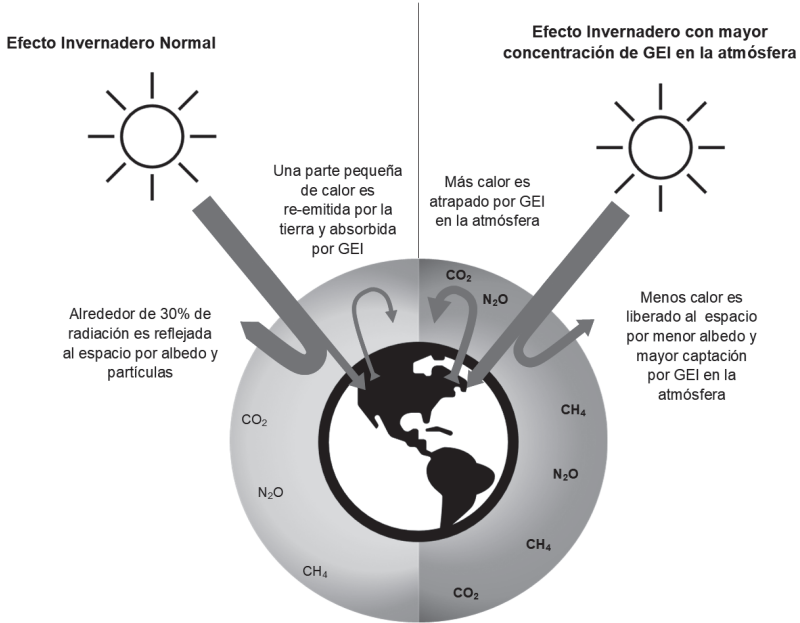 Efecto Invernadero Normal
Efecto Invernadero con mayor
concentración de GEI en la atmósfera
Una parte pequeña
de calor es
re-emitida por la
tierra y absorbida
por GEI
Más calor es
atrapado por GEI
en la atmósfera
Alrededor de 30% de
radiación es reflejada
al espacio por albedo y
partículas
Menos calor es
liberado al espacio
por menor albedo y
mayor captación
por GEI en la
atmósfera
CO₂
N₂O
CH₄
CO₂
N₂O
CH₄
N₂O
CH₄
CO₂